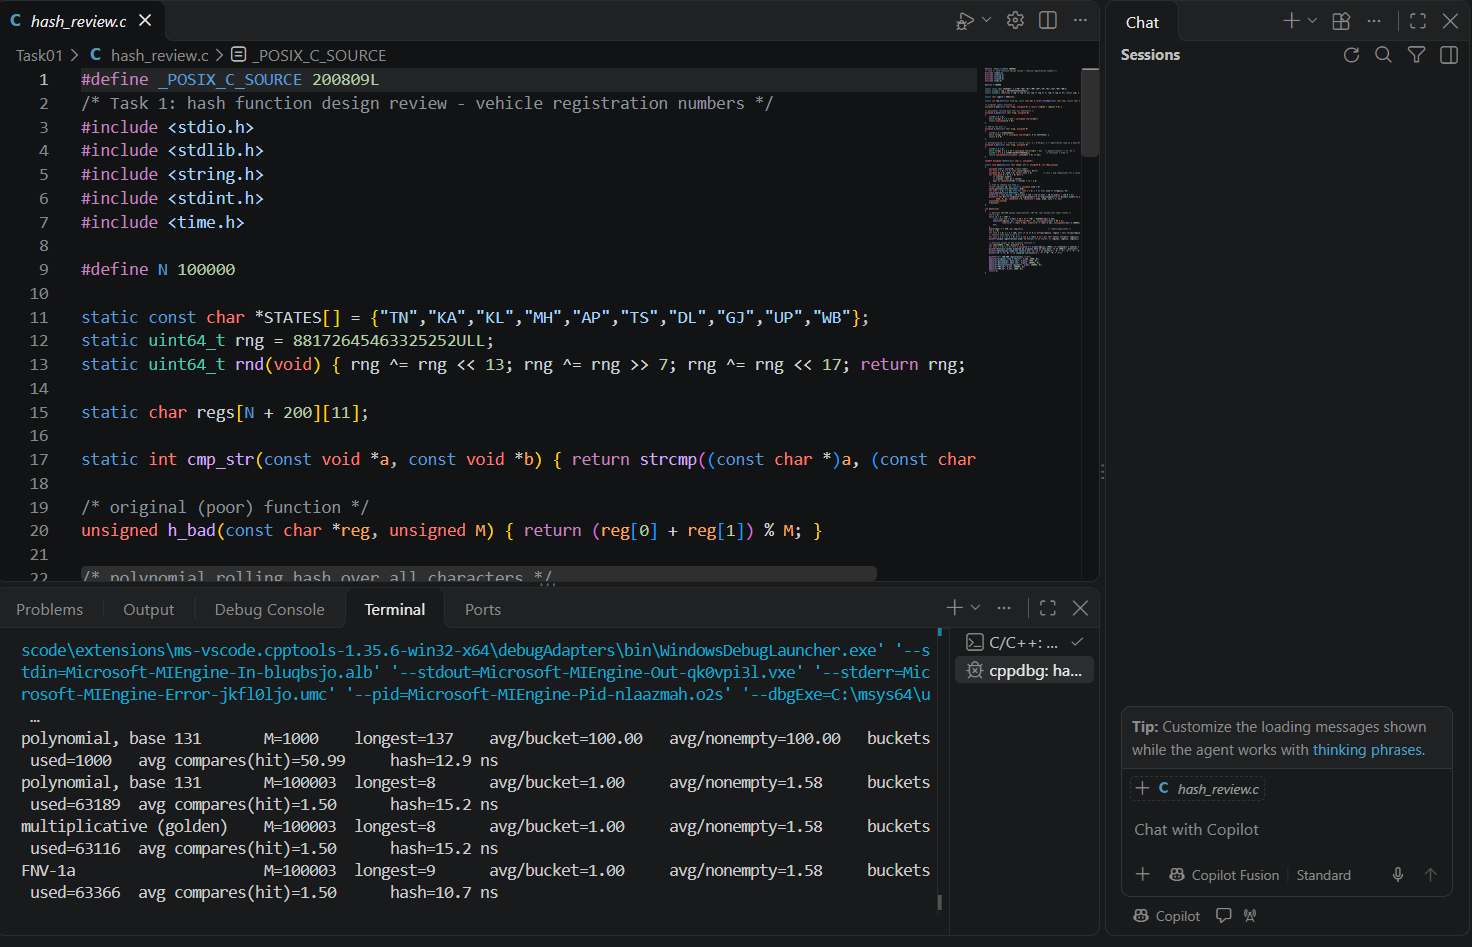 C hash_review.c
Task01 > C hash_review.c > _POSIX_C_SOURCE
1 #define _POSIX_C_SOURCE 200809L
2 /* Task 1: hash function design review - vehicle registration numbers */
3 #include <stdio.h>
4 #include <stdlib.h>
5 #include <string.h>
6 #include <stdint.h>
7 #include <time.h>
8
9 #define N 100000
10
11 static const char *STATES[] = {"TN","KA","KL","MH","AP","TS","DL","GJ","UP","WB"};
12 static uint64_t rng = 88172645463325252ULL;
13 static uint64_t rnd(void) { rng ^= rng << 13; rng ^= rng >> 7; rng ^= rng << 17; return rng;
14
15 static char regs[N + 200][11];
16
17 static int cmp_str(const void *a, const void *b) { return strcmp((const char *)a, (const char
18
19 /* original (poor) function */
20 unsigned h_bad(const char *reg, unsigned M) { return (reg[0] + reg[1]) % M; }
21
22 /* polynomial rolling hash over all characters */
Problems Output Debug Console Terminal Ports
scode\extensions\ms-vscode.cpptools-1.35.6-win32-x64\debugAdapters\bin\WindowsDebugLauncher.exe' '--s
tdin=Microsoft-MIEngine-In-bluqbsjo.alb' '--stdout=Microsoft-MIEngine-Out-qk0vpi3l.vxe' '--stderr=Mic
rosoft-MIEngine-Error-jkfl0ljo.umc' '--pid=Microsoft-MIEngine-Pid-nlaazmah.o2s' '--dbgExe=C:\msys64\u
…
polynomial, base 131 M=1000 longest=137 avg/bucket=100.00 avg/nonempty=100.00 buckets
used=1000 avg compares(hit)=50.99 hash=12.9 ns
polynomial, base 131 M=100003 longest=8 avg/bucket=1.00 avg/nonempty=1.58 buckets
used=63189 avg compares(hit)=1.50 hash=15.2 ns
multiplicative (golden) M=100003 longest=8 avg/bucket=1.00 avg/nonempty=1.58 buckets
used=63116 avg compares(hit)=1.50 hash=15.2 ns
FNV-1a M=100003 longest=9 avg/bucket=1.00 avg/nonempty=1.58 buckets
used=63366 avg compares(hit)=1.50 hash=10.7 ns
C/C++: ...
cppdbg: ha...
Chat
Sessions
Tip: Customize the loading messages shown
while the agent works with thinking phrases.
C hash_review.c
Chat with Copilot
Copilot Fusion Standard
Copilot